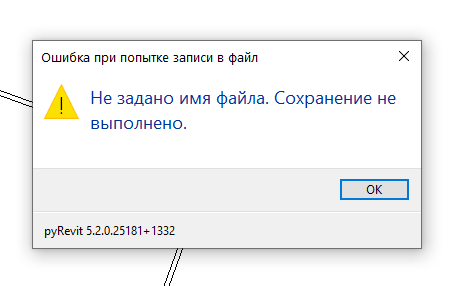 Ошибка при попытке записи в файл
Не задано имя файла. Сохранение не
выполнено.
OK
pyRevit 5.2.0.25181+1332